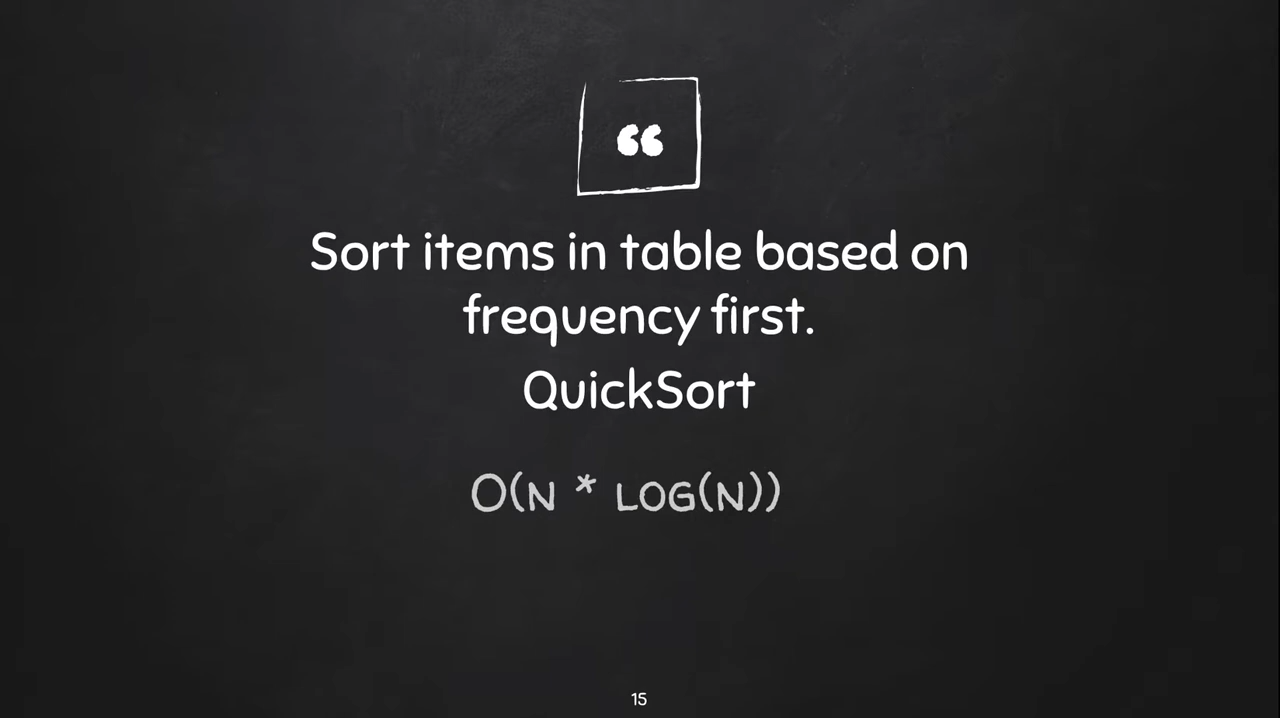 “
Sort items in table based on
frequency first.
QuickSort
O(N * LOG(N))
15